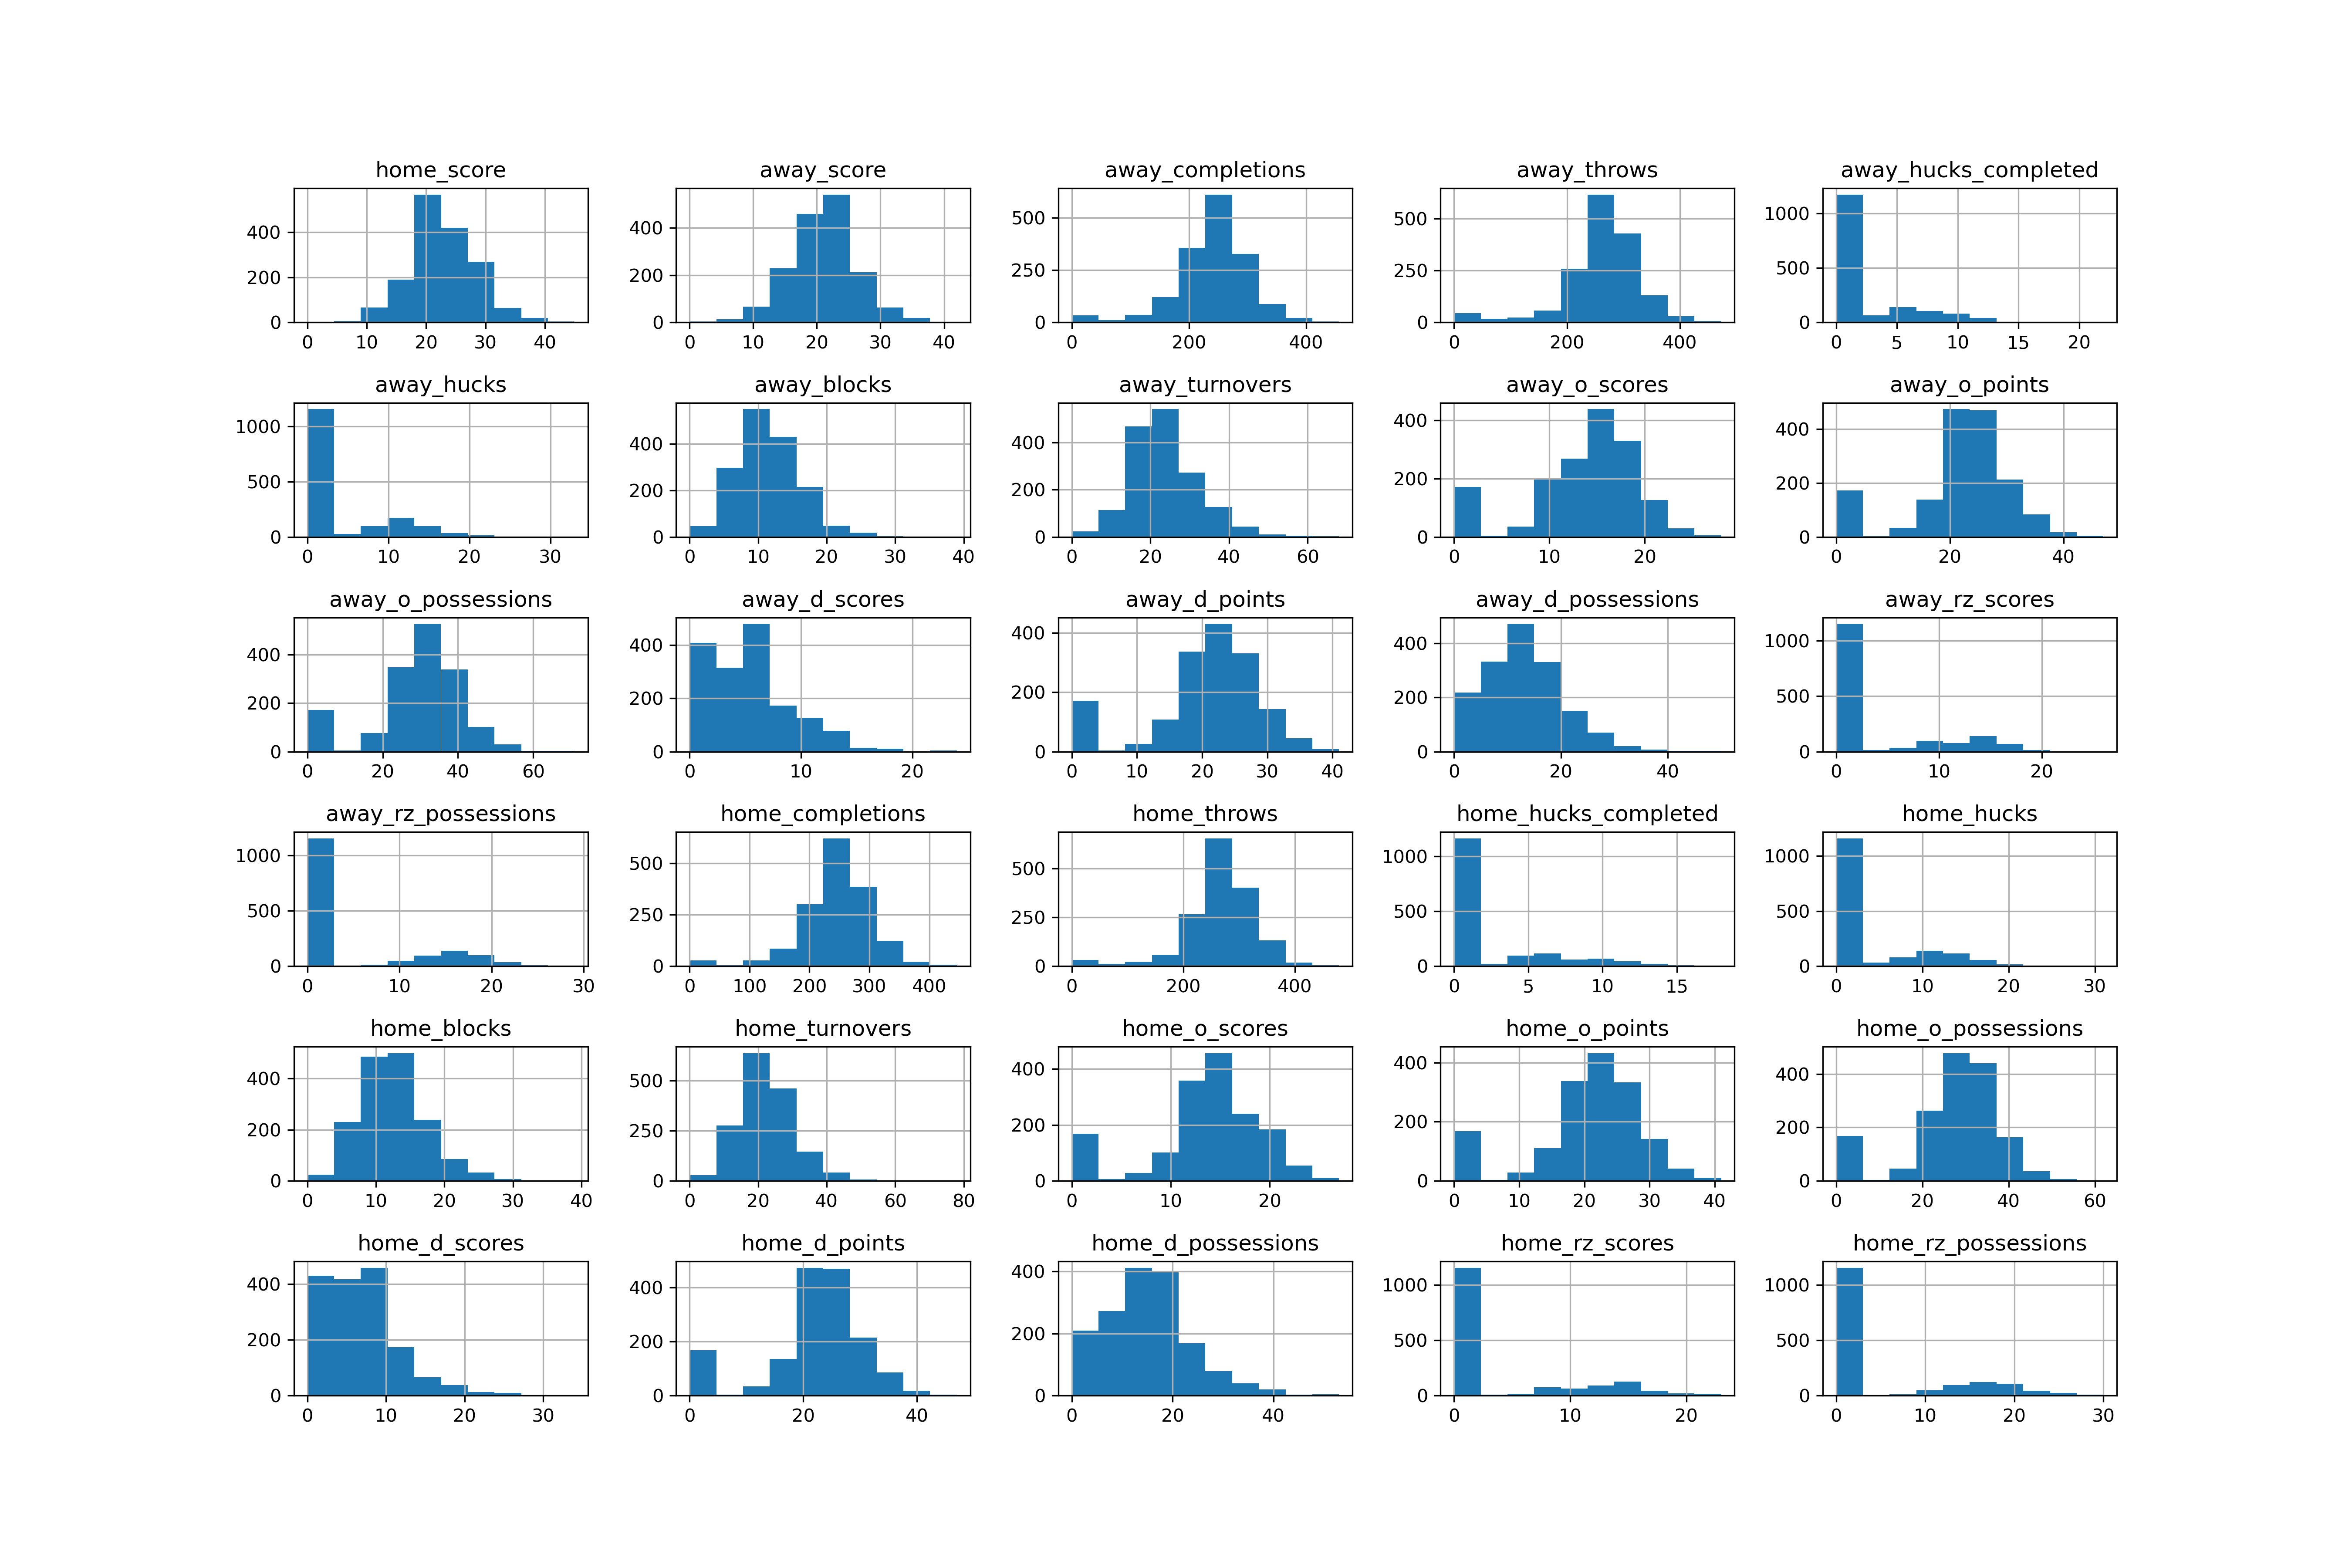 home_score
away_score
away_completions
away_throws
away_hucks_completed
400
200
0
0 10 20 30 40
400
200
0
0 10 20 30 40
500
250
0
0 200 400
500
250
0
0 200 400
1000
500
0
0 5 10 15 20
away_hucks
away_blocks
away_turnovers
away_o_scores
away_o_points
1000
500
0
0 10 20 30
400
200
0
0 10 20 30 40
400
200
0
0 20 40 60
400
200
0
0 10 20
400
200
0
0 20 40
away_o_possessions
away_d_scores
away_d_points
away_d_possessions
away_rz_scores
400
200
0
0 20 40 60
400
200
0
0 10 20
400
200
0
0 10 20 30 40
400
200
0
0 20 40
1000
500
0
0 10 20
away_rz_possessions
home_completions
home_throws
home_hucks_completed
home_hucks
1000
500
0
0 10 20 30
500
250
0
0 100 200 300 400
500
250
0
0 200 400
1000
500
0
0 5 10 15
1000
500
0
0 10 20 30
home_blocks
home_turnovers
home_o_scores
home_o_points
home_o_possessions
400
200
0
0 10 20 30 40
500
250
0
0 20 40 60 80
400
200
0
0 10 20
400
200
0
0 10 20 30 40
400
200
0
0 20 40 60
home_d_scores
home_d_points
home_d_possessions
home_rz_scores
home_rz_possessions
400
200
0
0 10 20 30
400
200
0
0 20 40
400
200
0
0 20 40
1000
500
0
0 10 20
1000
500
0
0 10 20 30